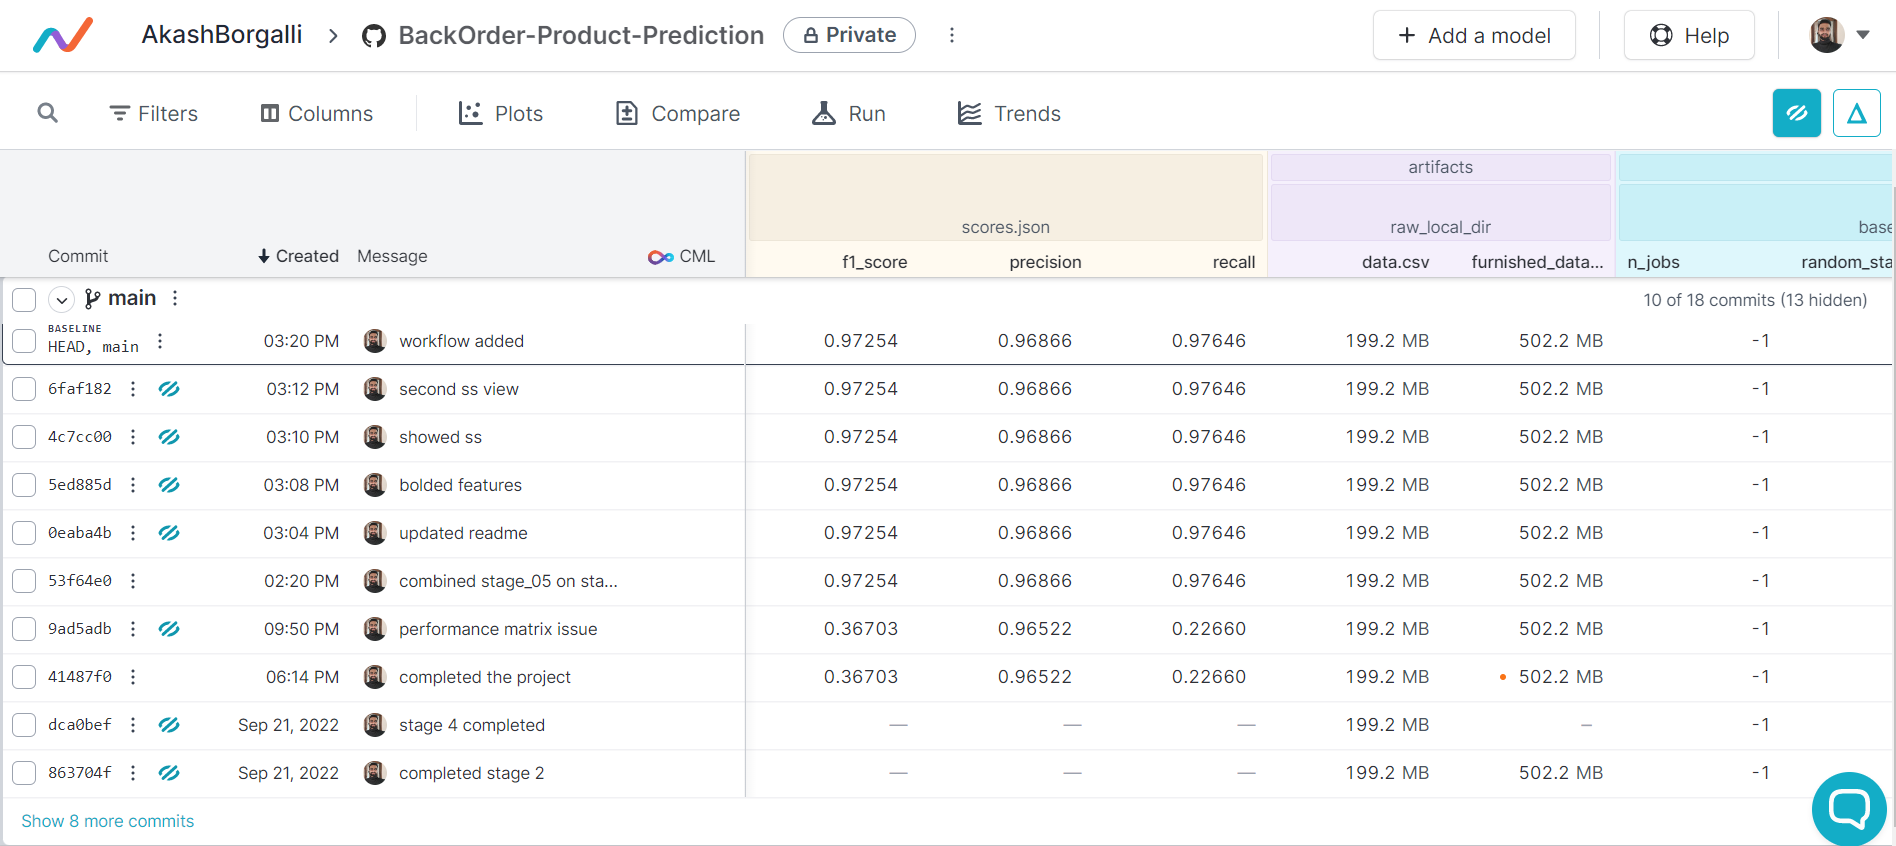 AkashBorgalli > BackOrder-Product-Prediction Private + Add a model Help
Filters Columns Plots Compare Run Trends
artifacts
scores.json raw_local_dir base
Commit Created Message CML
f1_score precision recall data.csv furnished_data... n_jobs random_sta
main 10 of 18 commits (13 hidden)
BASELINE
HEAD, main 03:20 PM workflow added 0.97254 0.96866 0.97646 199.2 MB 502.2 MB -1
6faf182 03:12 PM second ss view 0.97254 0.96866 0.97646 199.2 MB 502.2 MB -1
4c7cc00 03:10 PM showed ss 0.97254 0.96866 0.97646 199.2 MB 502.2 MB -1
5ed885d 03:08 PM bolded features 0.97254 0.96866 0.97646 199.2 MB 502.2 MB -1
0eaba4b 03:04 PM updated readme 0.97254 0.96866 0.97646 199.2 MB 502.2 MB -1
53f64e0 02:20 PM combined stage_05 on sta... 0.97254 0.96866 0.97646 199.2 MB 502.2 MB -1
9ad5adb 09:50 PM performance matrix issue 0.36703 0.96522 0.22660 199.2 MB 502.2 MB -1
41487f0 06:14 PM completed the project 0.36703 0.96522 0.22660 199.2 MB 502.2 MB -1
dca0bef Sep 21, 2022 stage 4 completed — — — 199.2 MB – -1
863704f Sep 21, 2022 completed stage 2 — — — 199.2 MB 502.2 MB -1
Show 8 more commits